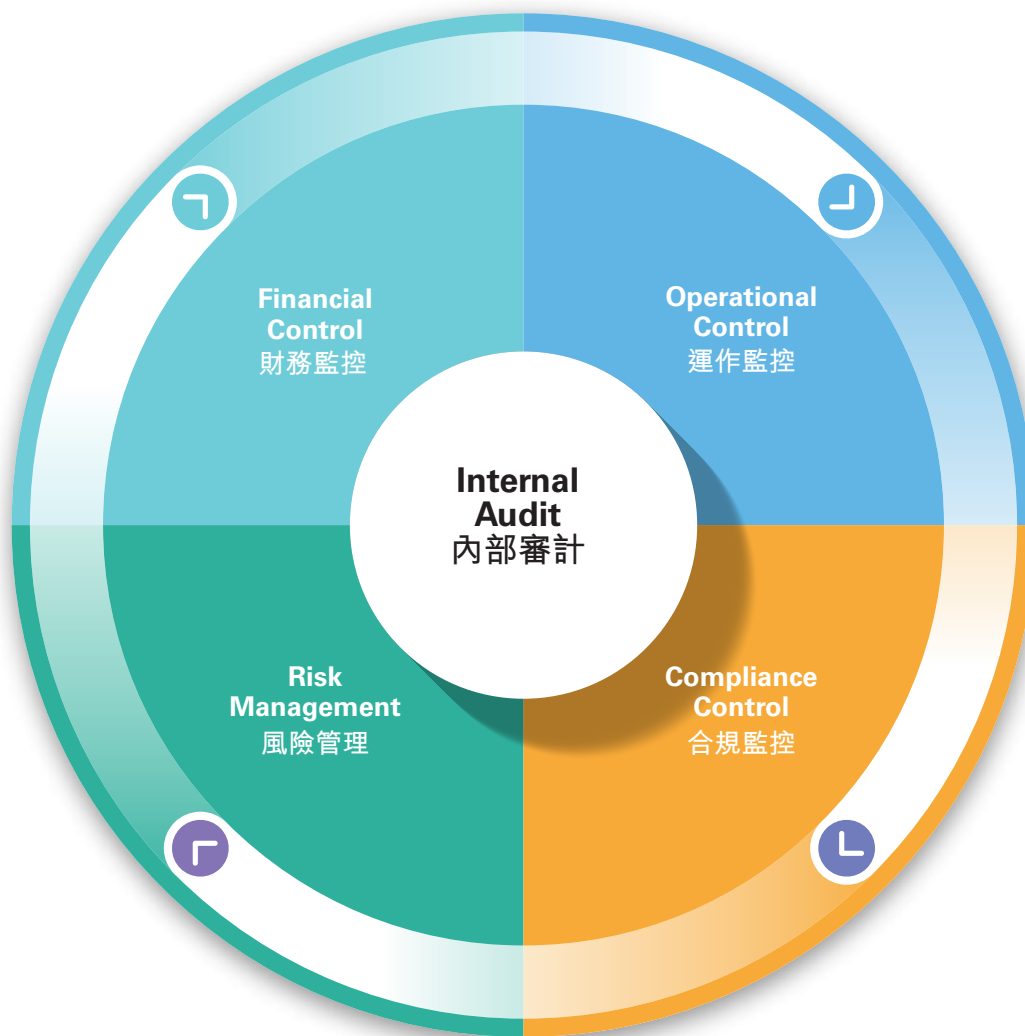 Financial
Control
財務監控
Operational
Control
運作監控
Internal
Audit
內部審計
Risk
Management
風險管理
Compliance
Control
合規監控